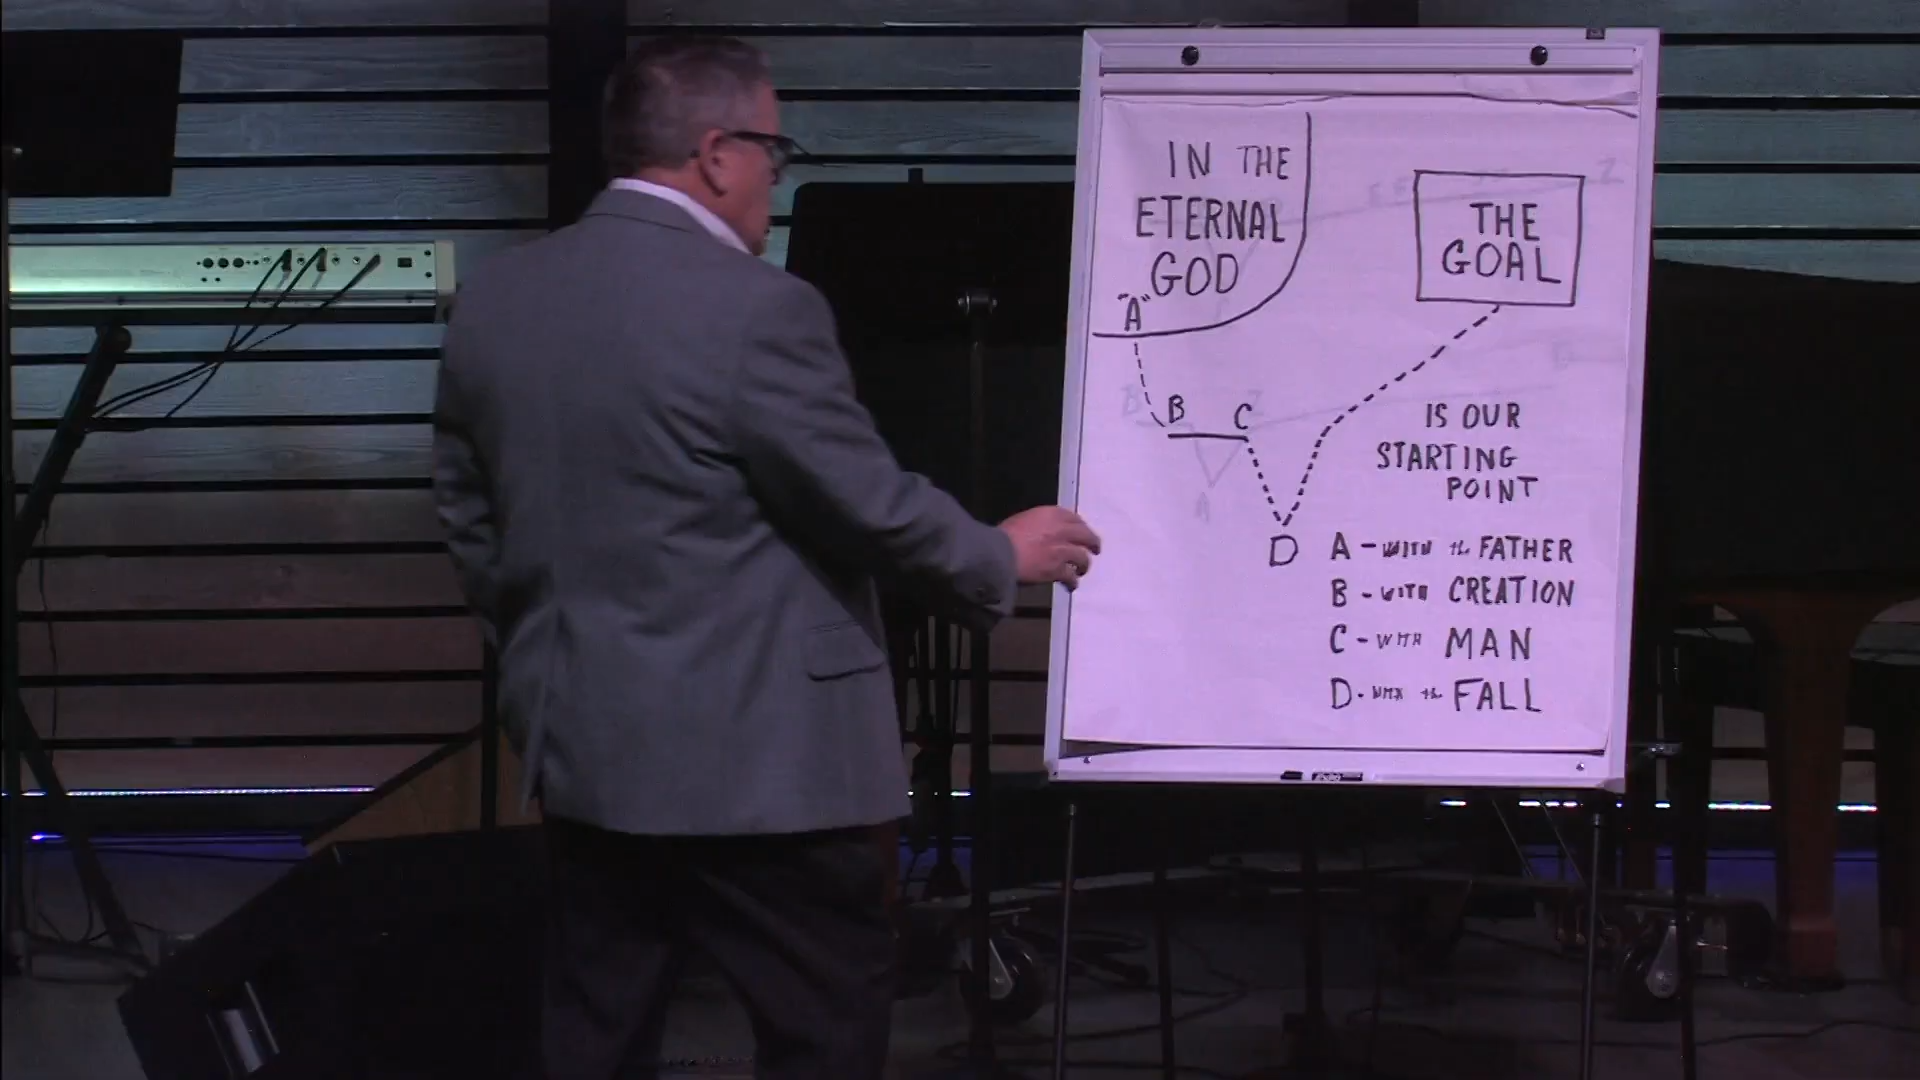 IN THE
ETERNAL
GOD
"A"
THE
GOAL
B
C
D
IS OUR
STARTING
POINT
A - WITH the FATHER
B - WITH CREATION
C - WITH MAN
D - WITH the FALL